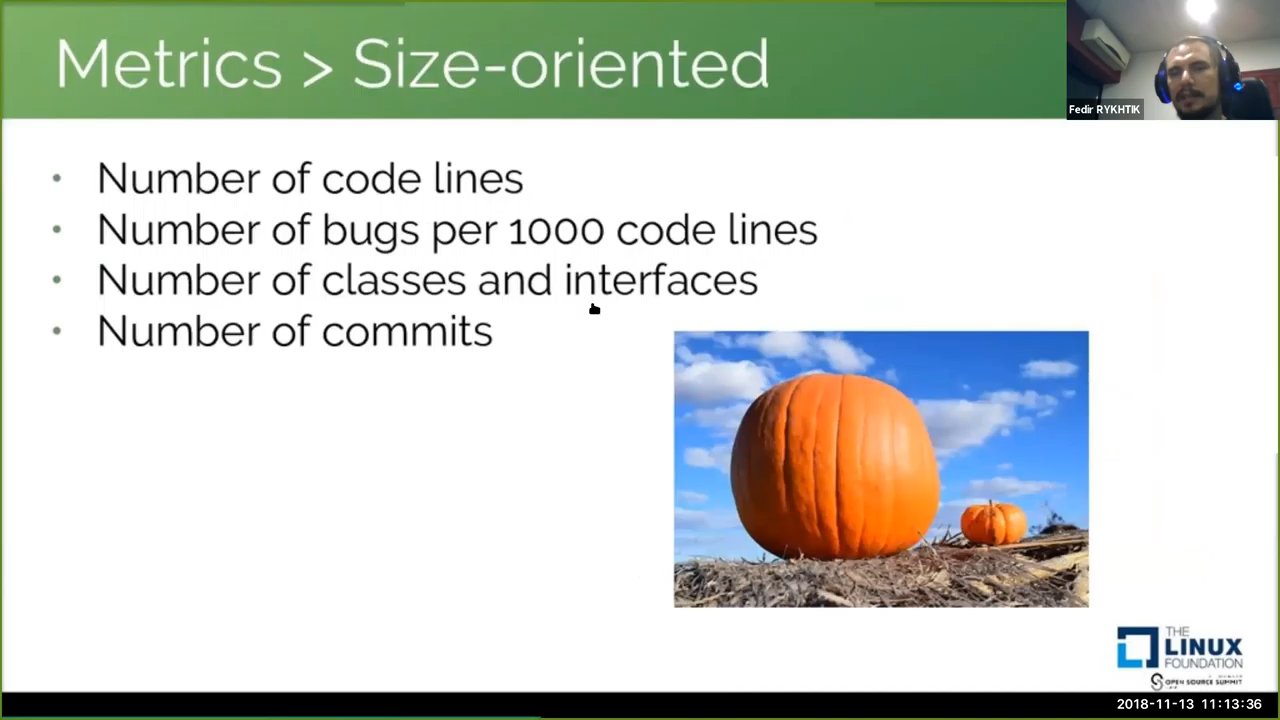 Metrics > Size-oriented
Fedir RYKHTIK
• Number of code lines
• Number of bugs per 1000 code lines
• Number of classes and interfaces
• Number of commits
THE
LINUX
FOUNDATION
OPEN SOURCE SUMMIT
2018-11-13 11:13:36